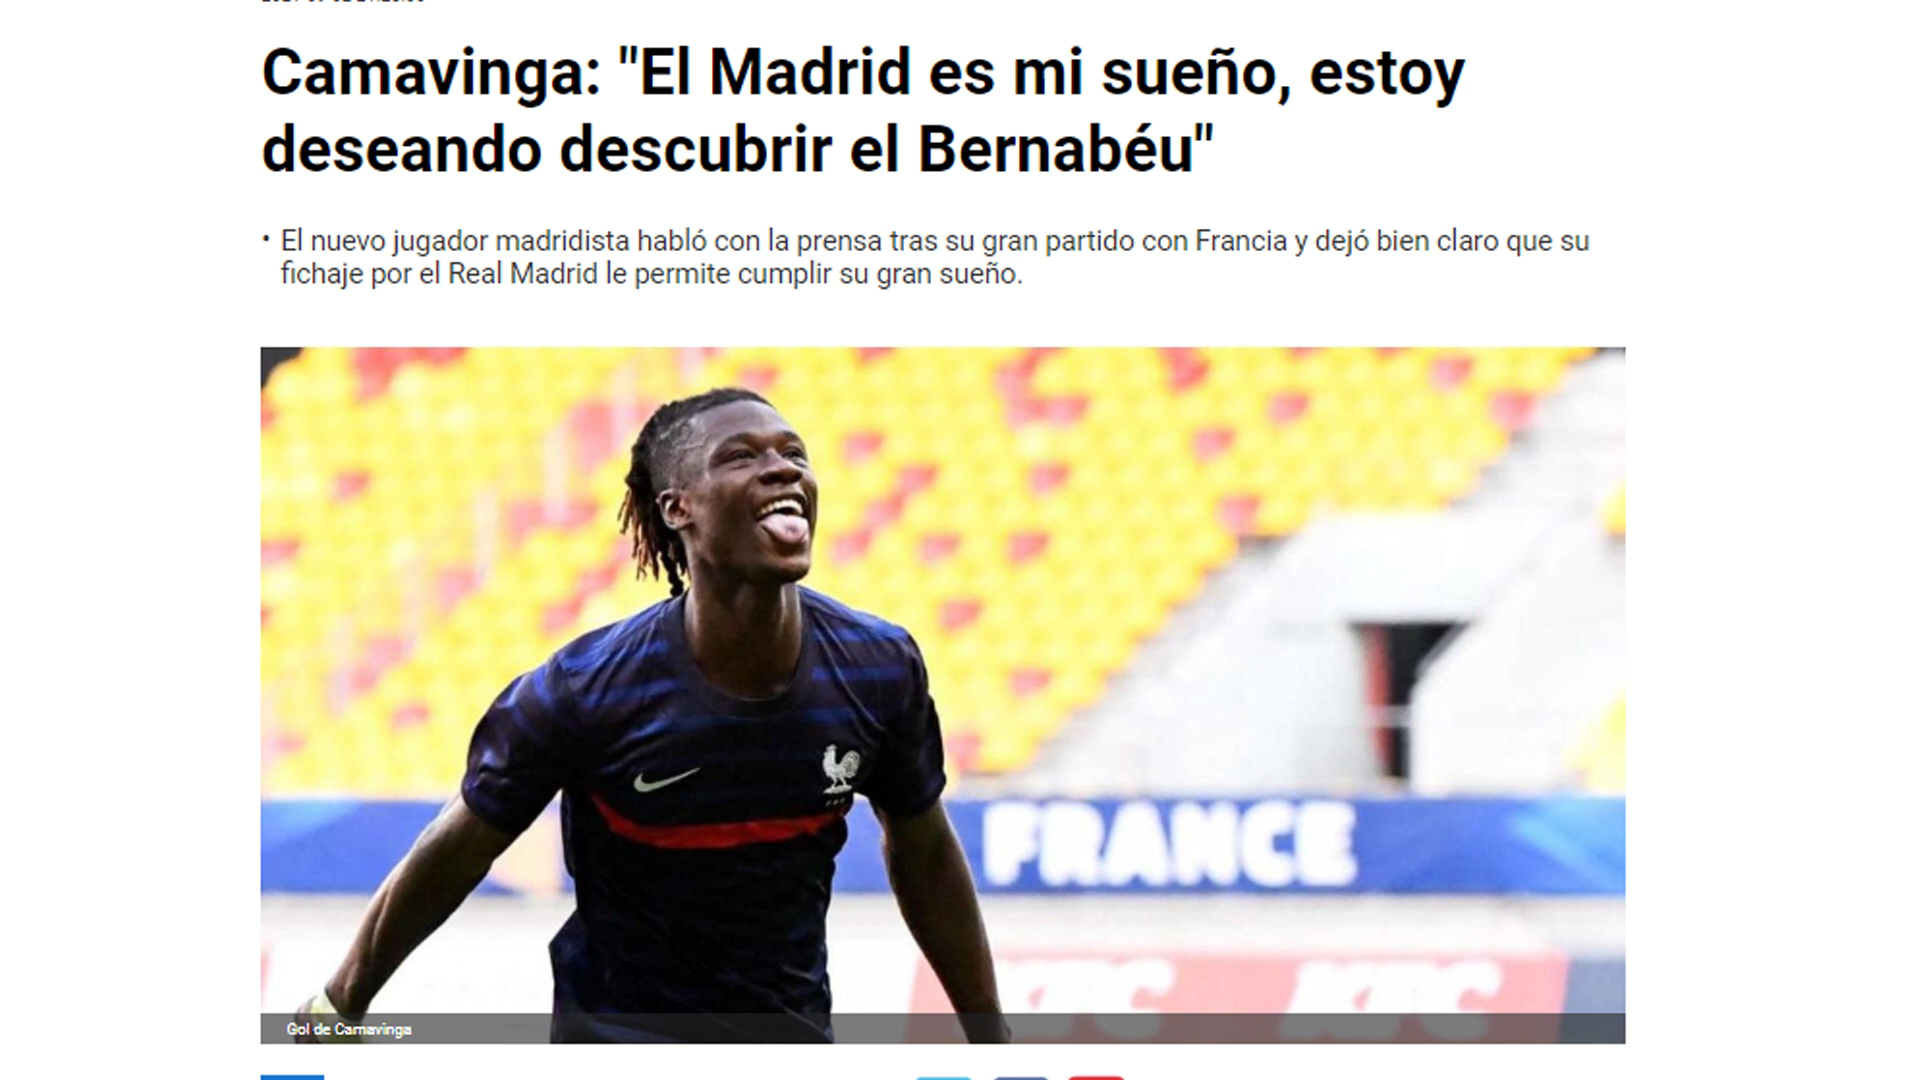 Camavinga: "El Madrid es mi sueño, estoy
deseando descubrir el Bernabéu"
• El nuevo jugador madridista habló con la prensa tras su gran partido con Francia y dejó bien claro que su
fichaje por el Real Madrid le permite cumplir su gran sueño.
FRANCE
KFC KFC
Gol de Camavinga